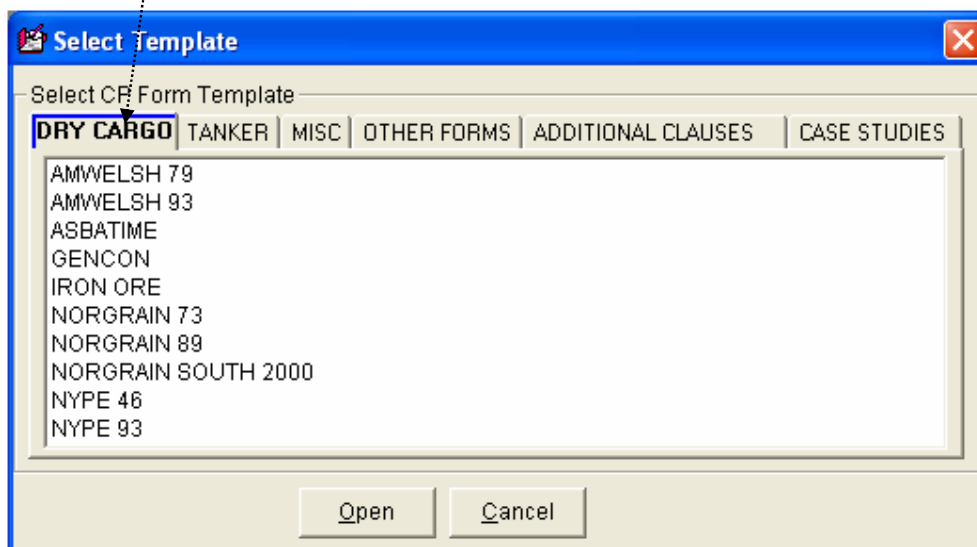 Select Template
Select CP Form Template
DRY CARGO TANKER MISC OTHER FORMS ADDITIONAL CLAUSES CASE STUDIES
AMWELSH 79
AMWELSH 93
ASBATIME
GENCON
IRON ORE
NORGRAIN 73
NORGRAIN 89
NORGRAIN SOUTH 2000
NYPE 46
NYPE 93
Open Cancel